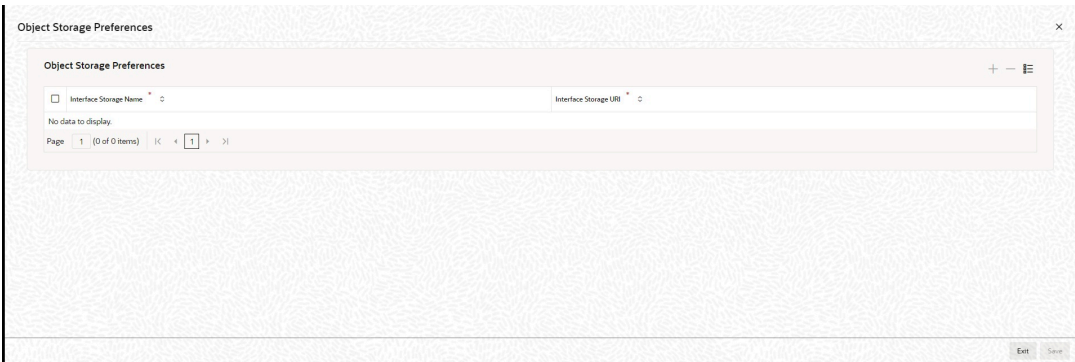 Object Storage Preferences
Object Storage Preferences
Interface Storage Name * Interface Storage URI *
No data to display.
Page 1 (0 of 0 items) 1
Exit Save